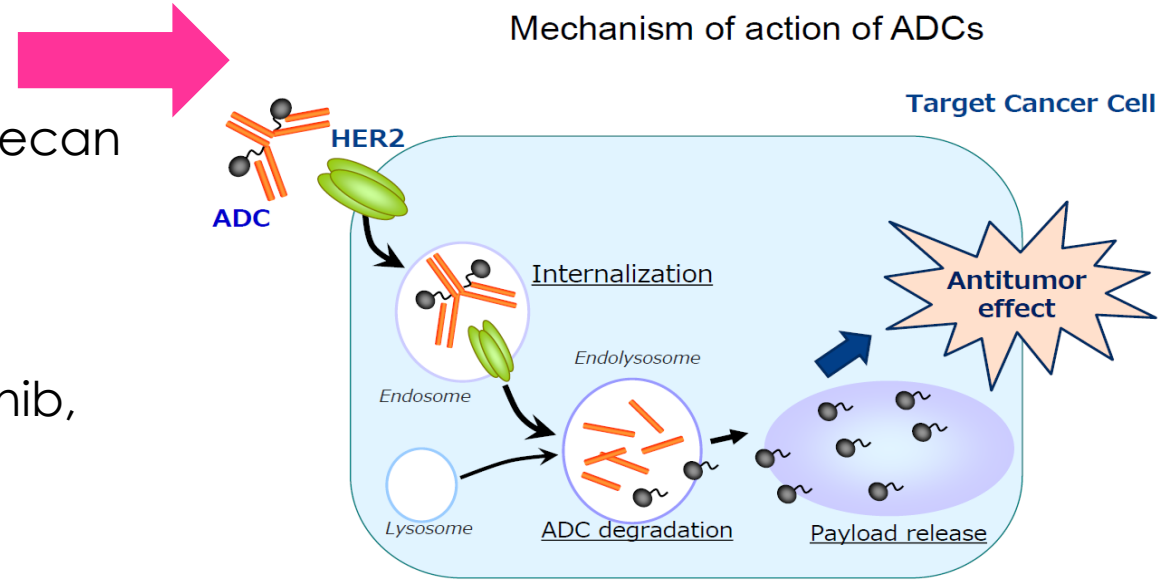 Mechanism of action of ADCs
Target Cancer Cell
ecan
HER2
ADC
Internalization
Antitumor
effect
Endolysosome
Endosome
nib,
Lysosome
ADC degradation
Payload release